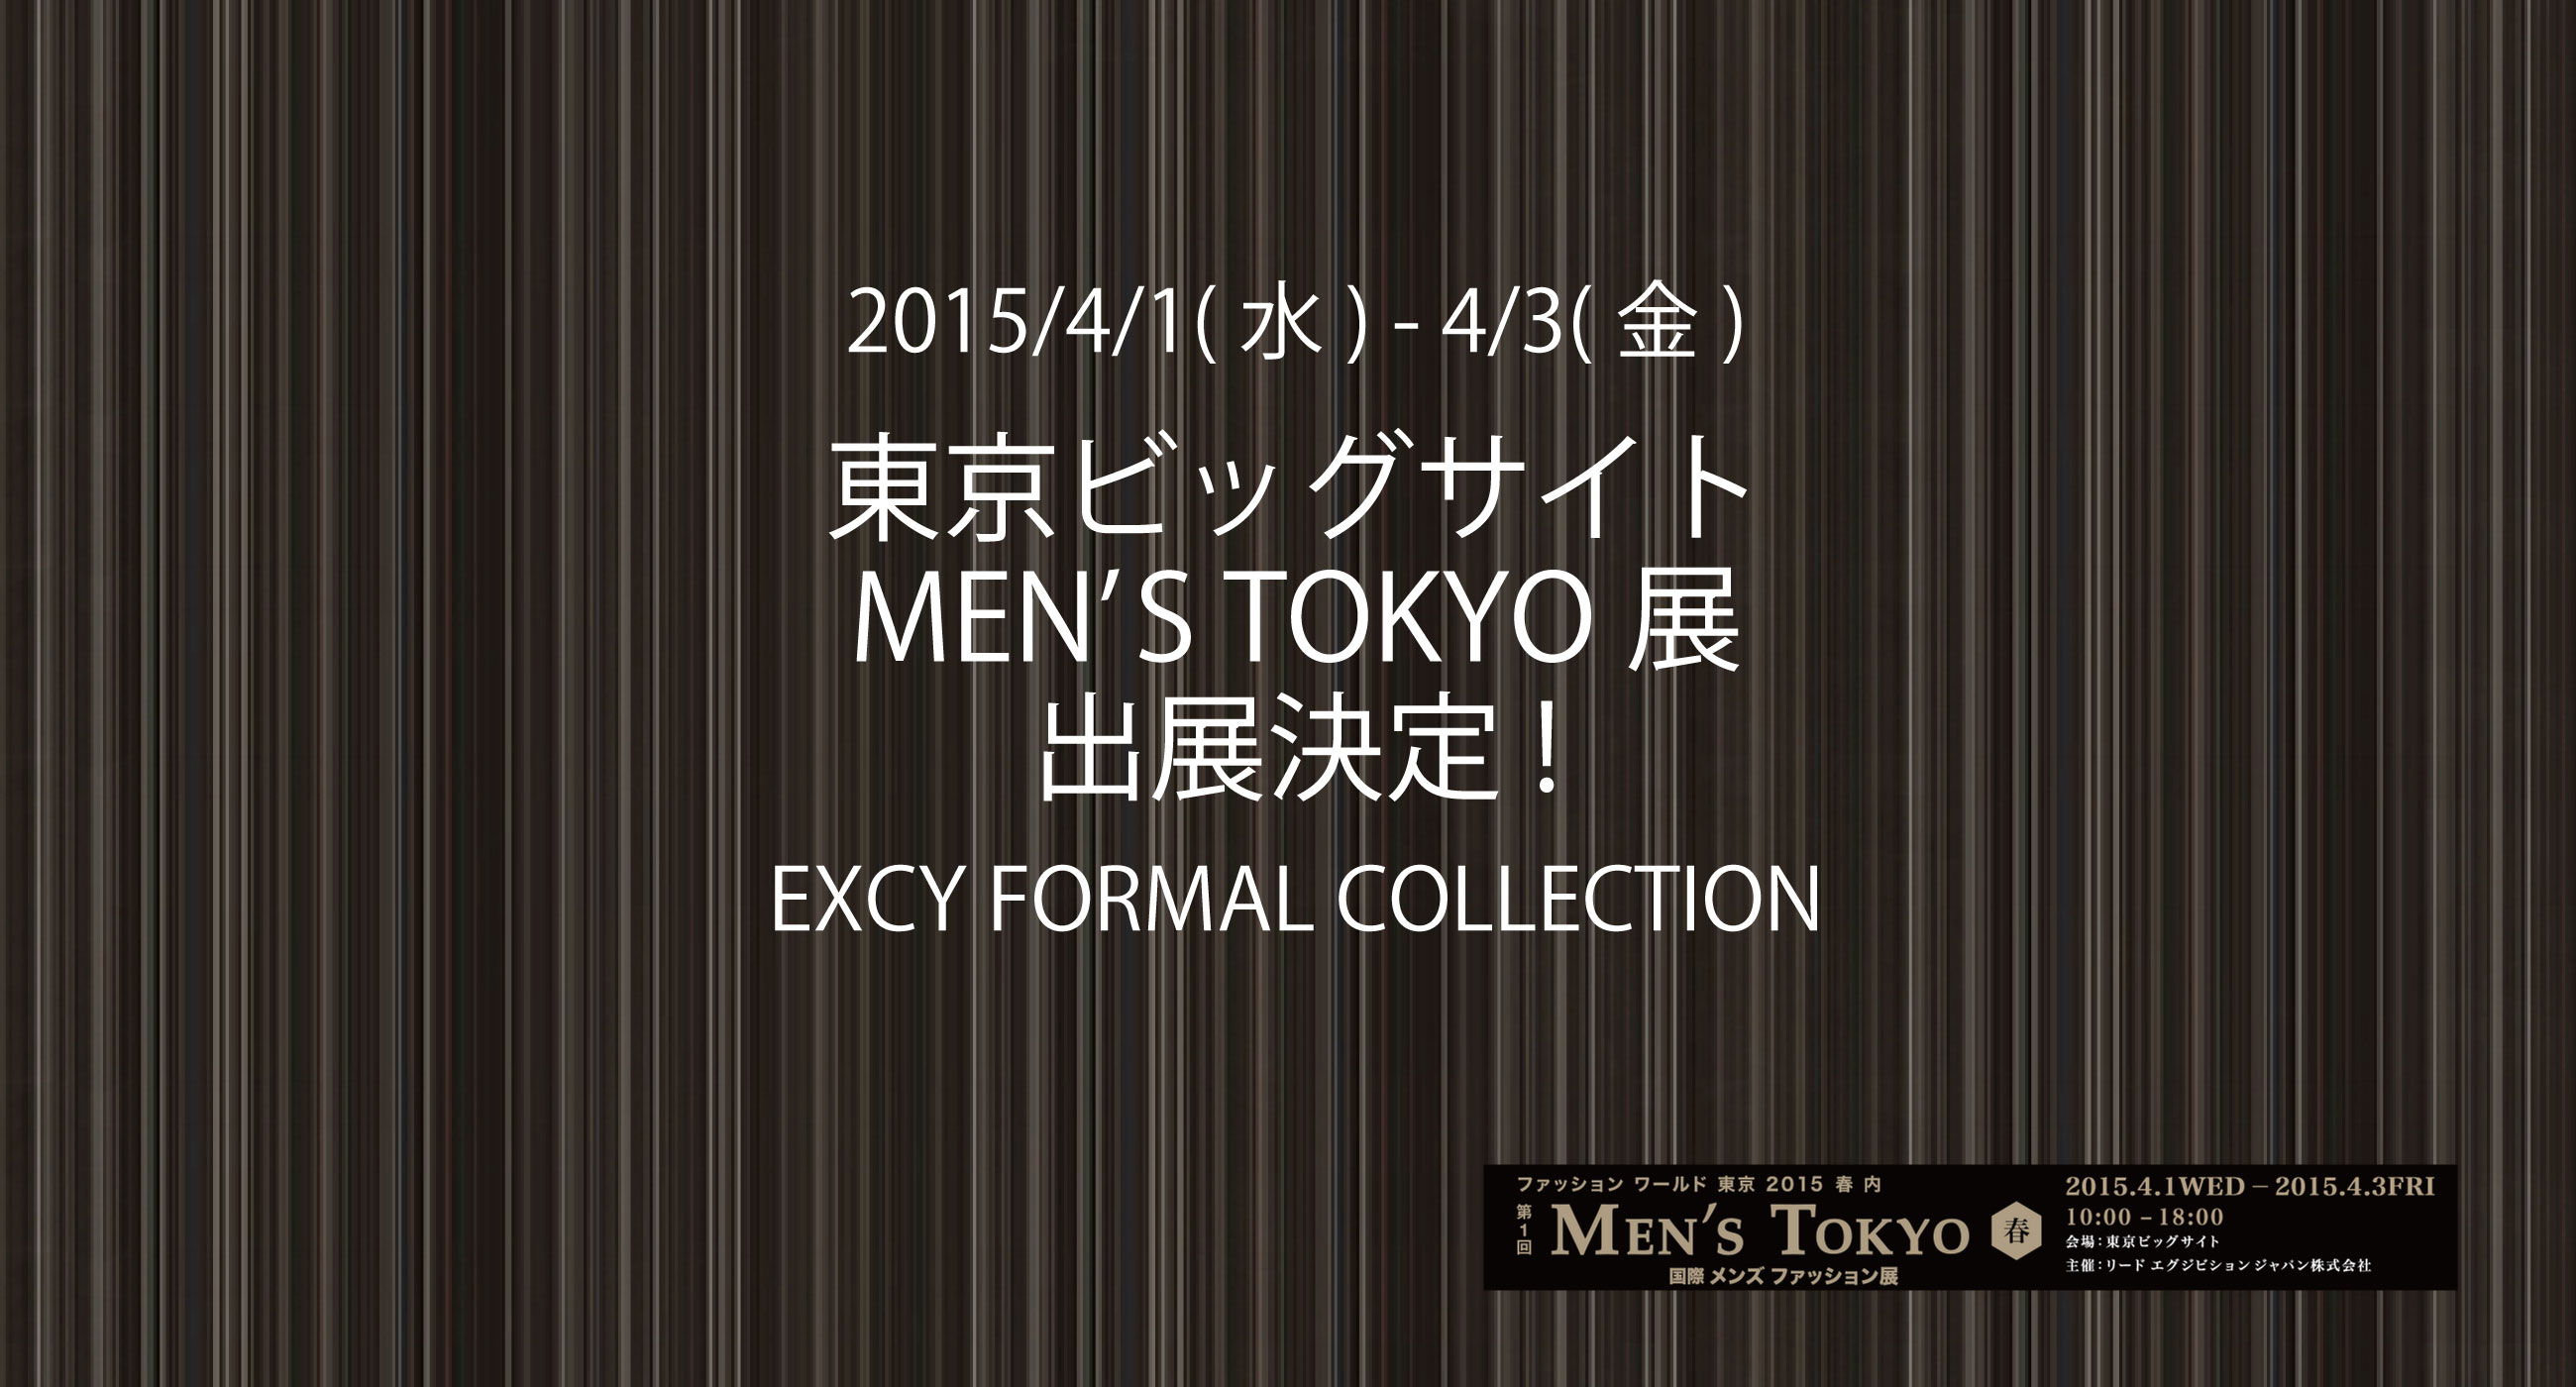 2015/4/1( 水 ) - 4/3( 金 )
東京ビッグサイト
MEN’S TOKYO 展
出展決定！
EXCY FORMAL COLLECTION
ファッション ワールド 東京 2015 春 内
第1回
MEN'S TOKYO
春
国際 メンズ ファッション展
2015.4.1WED－2015.4.3FRI
10:00 －18:00
会場：東京ビッグサイト
主催：リード エグジビション ジャパン株式会社